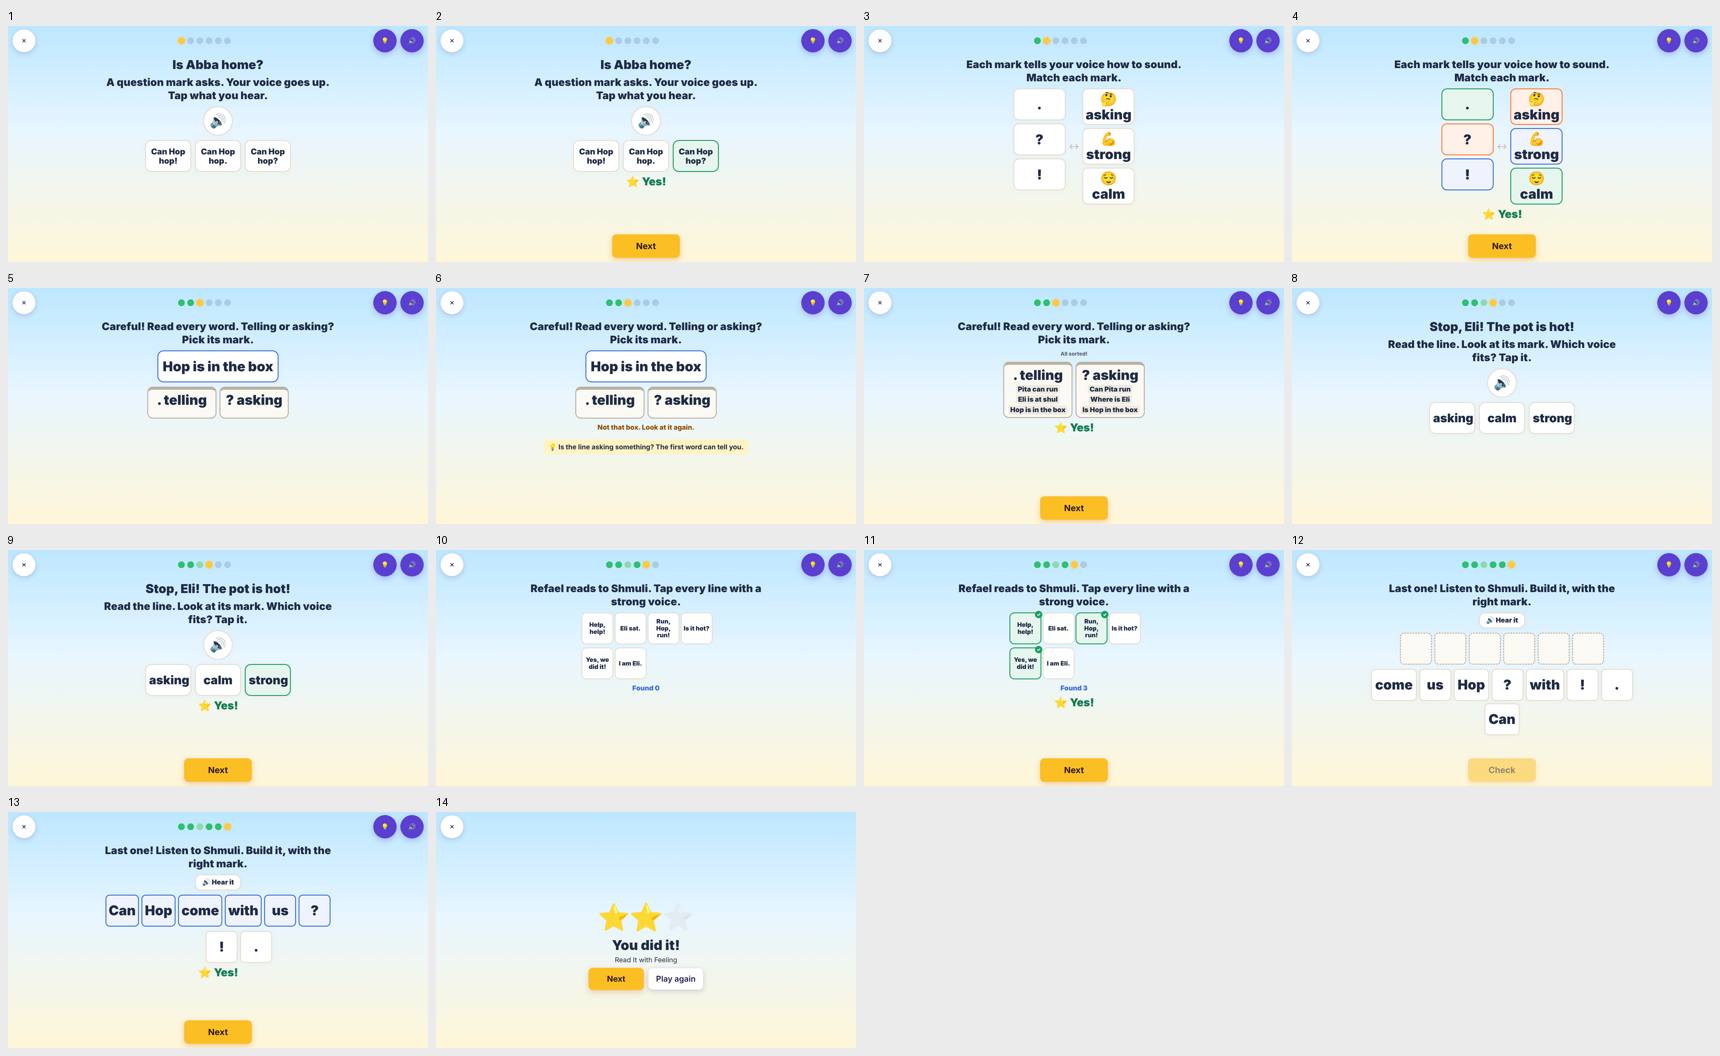 1
Is Abba home?
A question mark asks. Your voice goes up.
Tap what you hear.
Can Hop hop!
Can Hop hop.
Can Hop hop?
2
Is Abba home?
A question mark asks. Your voice goes up.
Tap what you hear.
Can Hop hop!
Can Hop hop.
Can Hop hop?
Yes!
Next
3
Each mark tells your voice how to sound.
Match each mark.
.
asking
?
strong
!
calm
4
Each mark tells your voice how to sound.
Match each mark.
.
asking
?
strong
!
calm
Yes!
Next
5
Careful! Read every word. Telling or asking?
Pick its mark.
Hop is in the box
. telling
? asking
6
Careful! Read every word. Telling or asking?
Pick its mark.
Hop is in the box
. telling
? asking
Not that box. Look at it again.
Is the line asking something? The first word can tell you.
7
Careful! Read every word. Telling or asking?
Pick its mark.
All sorted!
. telling
Pita can run
Eli is at shul
Hop is in the box
? asking
Can Pita run
Where is Eli
Is Hop in the box
Yes!
Next
8
Stop, Eli! The pot is hot!
Read the line. Look at its mark. Which voice
fits? Tap it.
asking
calm
strong
9
Stop, Eli! The pot is hot!
Read the line. Look at its mark. Which voice
fits? Tap it.
asking
calm
strong
Yes!
Next
10
Refael reads to Shmuli. Tap every line with a
strong voice.
Help, help!
Eli sat.
Run, Hop, run!
Is it hot?
Yes, we did it!
I am Eli.
Found 0
11
Refael reads to Shmuli. Tap every line with a
strong voice.
Help, help!
Eli sat.
Run, Hop, run!
Is it hot?
Yes, we did it!
I am Eli.
Found 3
Yes!
Next
12
Last one! Listen to Shmuli. Build it, with the
right mark.
Hear it
come us Hop ? with ! .
Can
Check
13
Last one! Listen to Shmuli. Build it, with the
right mark.
Hear it
Can Hop come with us ?
! .
Yes!
Next
14
You did it!
Read It with Feeling
Next
Play again